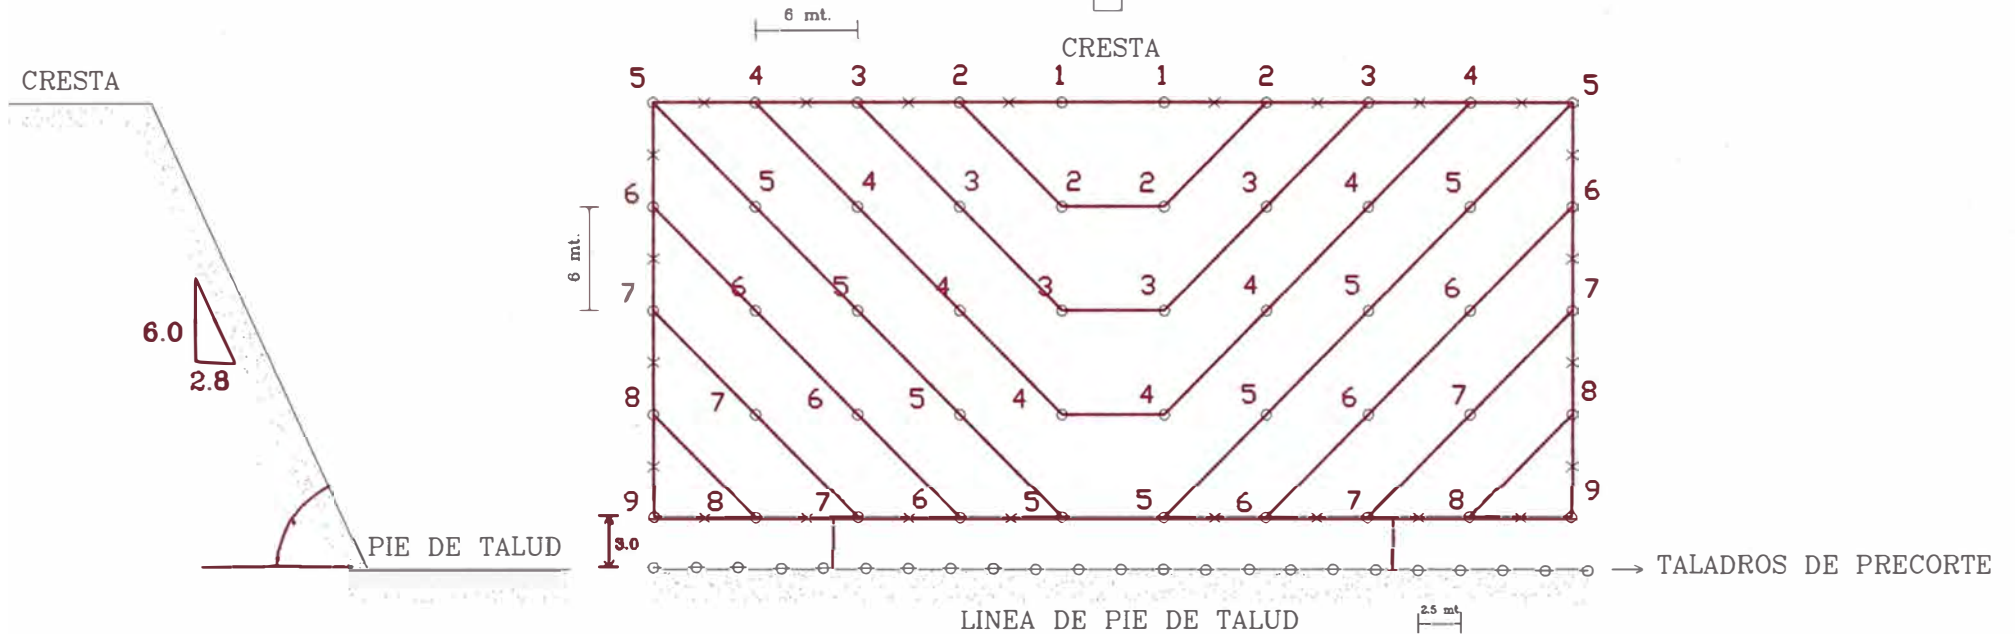 6 mt.
CRESTA
CRESTA
5 4 3 2 1 1 2 3 4 5
6 5 4 3 2 2 3 4 5 6
6 mt.
7 6 5 4 3 3 4 5 6 7
6.0
2.8
8 7 6 5 4 4 5 6 7 8
9 8 7 6 5 5 6 7 8 9
3.0
PIE DE TALUD
TALADROS DE PRECORTE
LINEA DE PIE DE TALUD
2.5 mt.